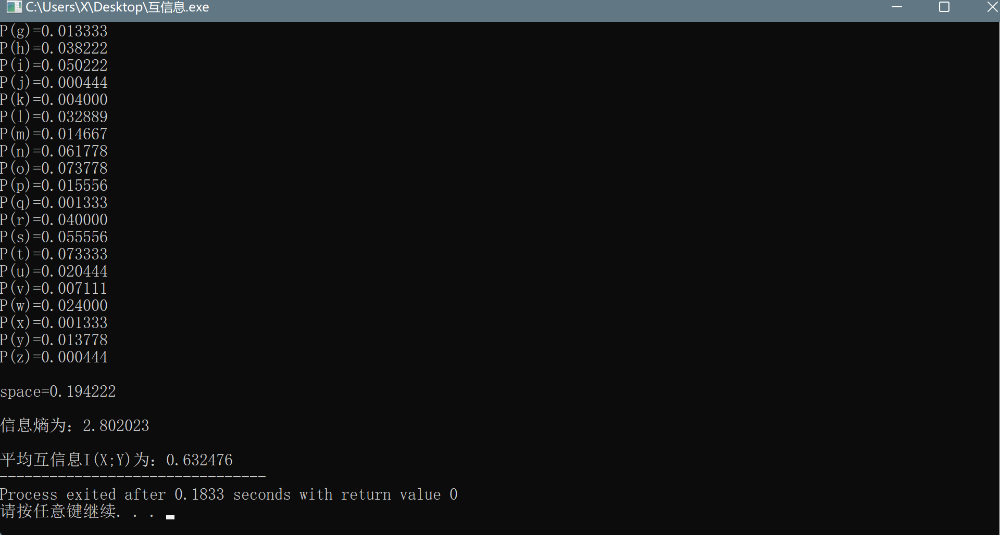 C:\Users\X\Desktop\互信息.exe
P(g)=0.013333
P(h)=0.038222
P(i)=0.050222
P(j)=0.000444
P(k)=0.004000
P(l)=0.032889
P(m)=0.014667
P(n)=0.061778
P(o)=0.073778
P(p)=0.015556
P(q)=0.001333
P(r)=0.040000
P(s)=0.055556
P(t)=0.073333
P(u)=0.020444
P(v)=0.007111
P(w)=0.024000
P(x)=0.001333
P(y)=0.013778
P(z)=0.000444
space=0.194222
信息熵为：2.802023
平均互信息I(X;Y)为：0.632476
--------------------------------
Process exited after 0.1833 seconds with return value 0
请按任意键继续. . .